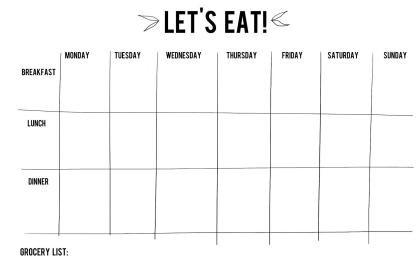 LET'S EAT!
MONDAY TUESDAY WEDNESDAY THURSDAY FRIDAY SATURDAY SUNDAY
BREAKFAST
LUNCH
DINNER
GROCERY LIST: